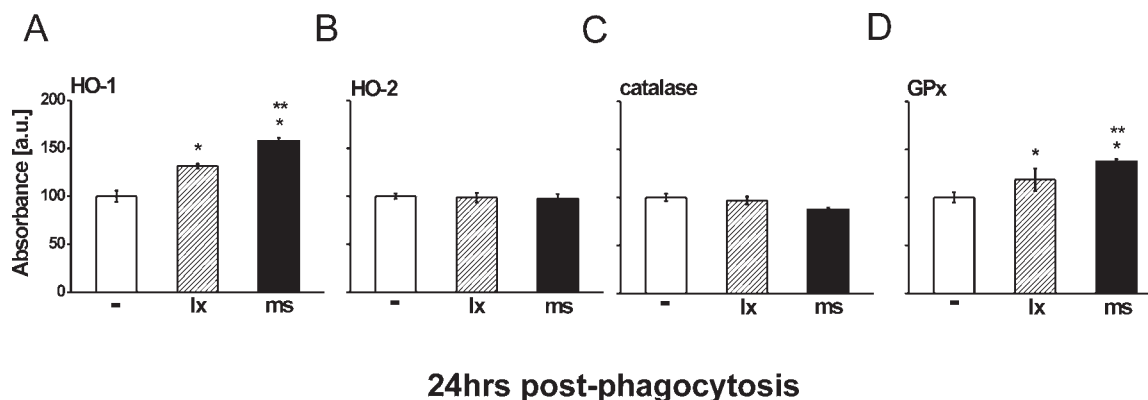 A B C D
HO-1 HO-2 catalase GPx
Absorbance [a.u.]
200
150
100
50
0
* ** *
* ** *
- lx ms
- lx ms
- lx ms
- lx ms
24hrs post-phagocytosis